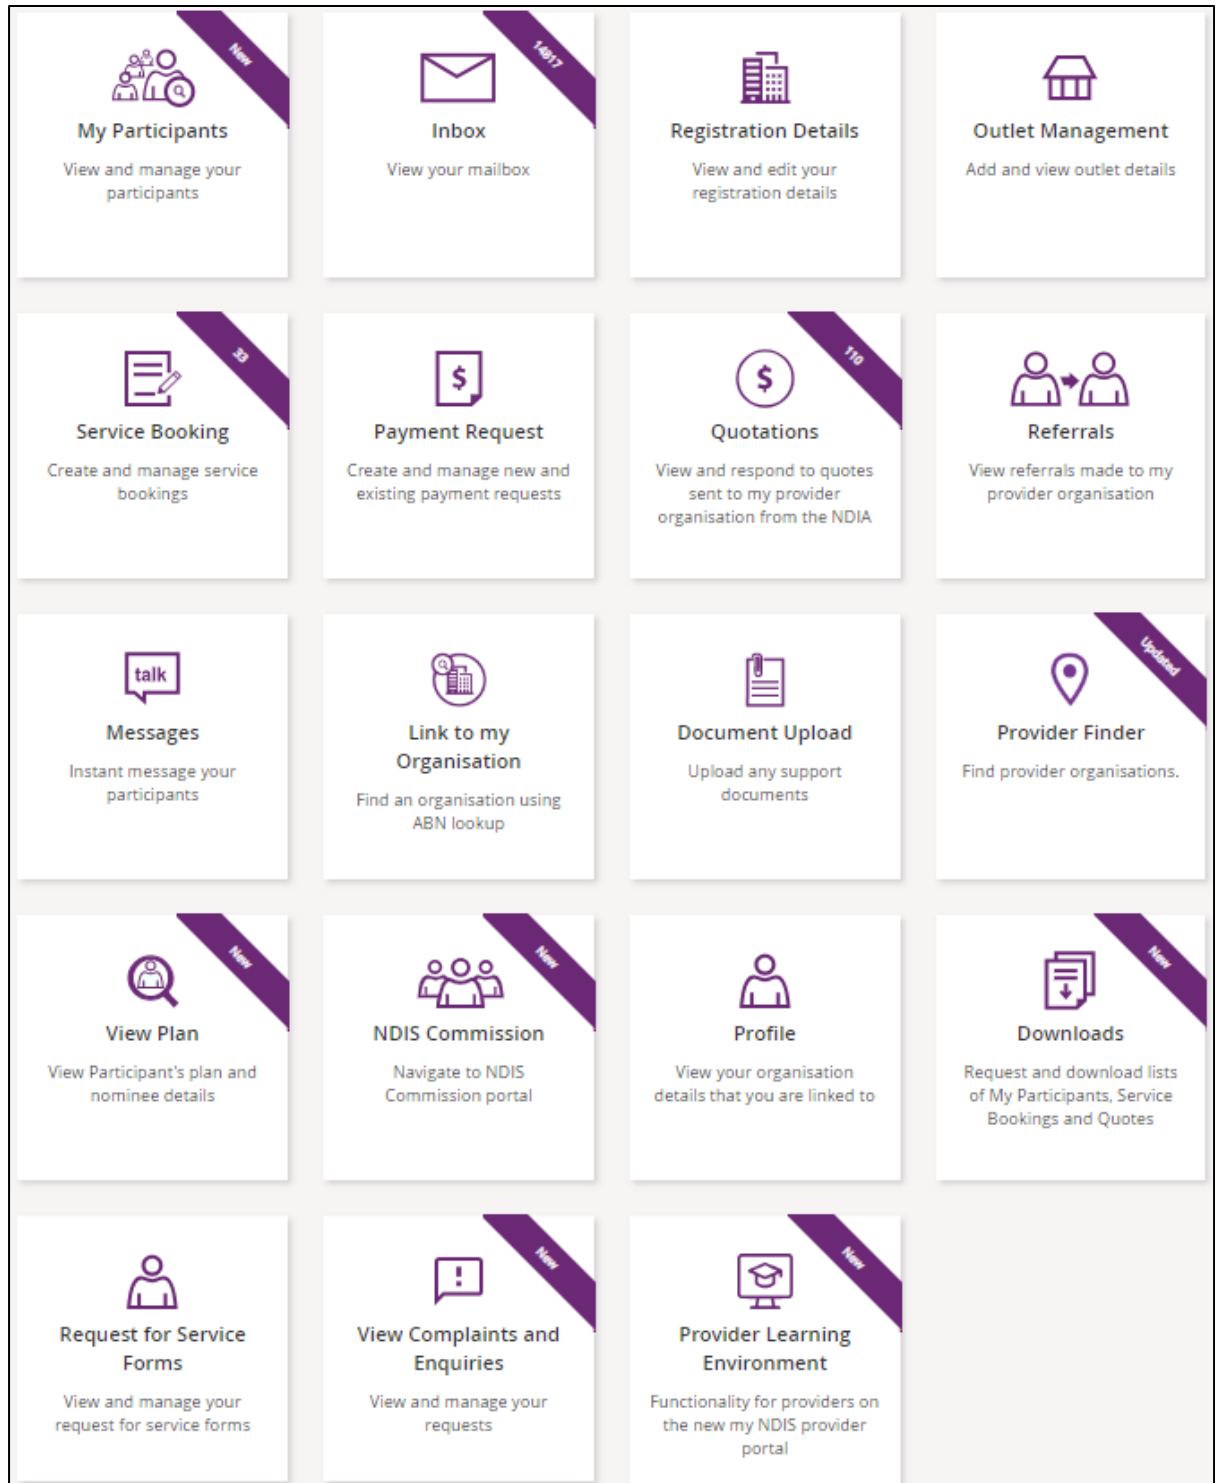 New
My Participants
View and manage your
participants
14817
Inbox
View your mailbox
Registration Details
View and edit your
registration details
Outlet Management
Add and view outlet details
33
Service Booking
Create and manage service
bookings
$
Payment Request
Create and manage new and
existing payment requests
110
$
Quotations
View and respond to quotes
sent to my provider
organisation from the NDIA
Referrals
View referrals made to my
provider organisation
talk
Messages
Instant message your
participants
Link to my
Organisation
Find an organisation using
ABN lookup
Document Upload
Upload any support
documents
Updated
Provider Finder
Find provider organisations.
New
View Plan
View Participant's plan and
nominee details
New
NDIS Commission
Navigate to NDIS
Commission portal
Profile
View your organisation
details that you are linked to
New
Downloads
Request and download lists
of My Participants, Service
Bookings and Quotes
Request for Service
Forms
View and manage your
request for service forms
New
!
View Complaints and
Enquiries
View and manage your
requests
New
Provider Learning
Environment
Functionality for providers on
the new my NDIS provider
portal